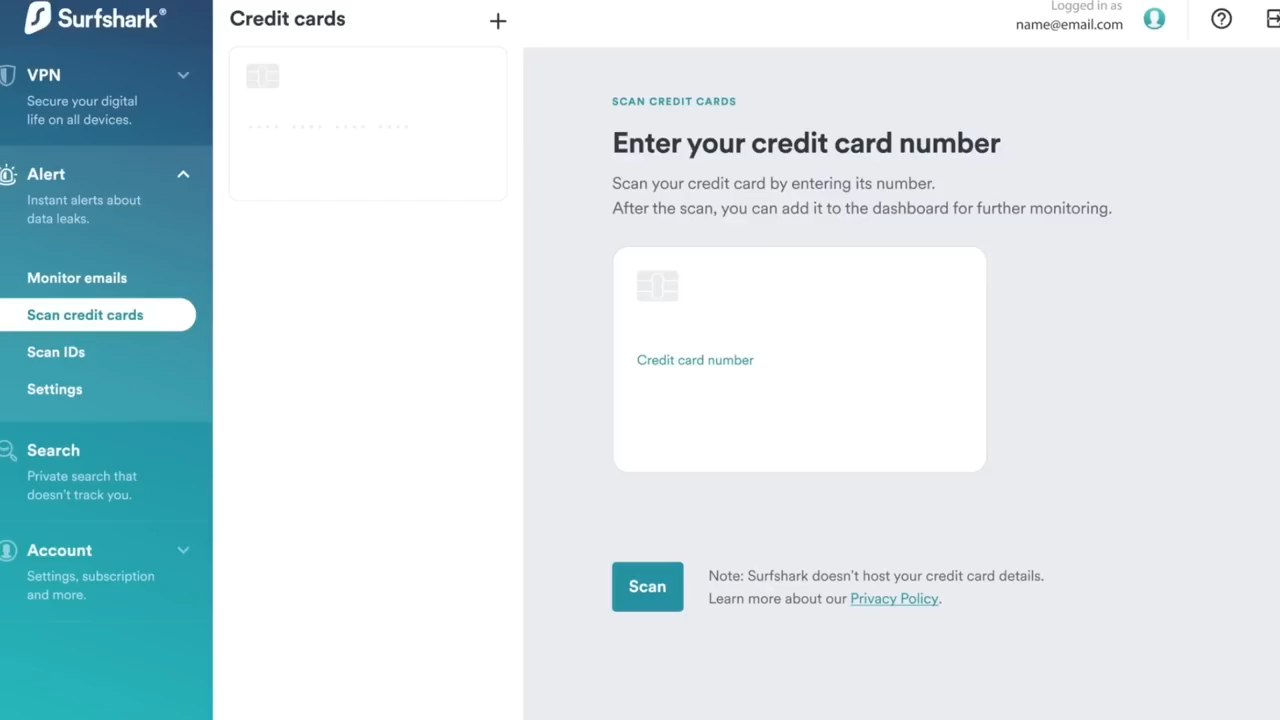 Surfshark®
VPN
Secure your digital
life on all devices.
Alert
Instant alerts about
data leaks.
Monitor emails
Scan credit cards
Scan IDs
Settings
Search
Private search that
doesn't track you.
Account
Settings, subscription
and more.
Credit cards
+
Logged in as
name@email.com
?
SCAN CREDIT CARDS
Enter your credit card number
Scan your credit card by entering its number.
After the scan, you can add it to the dashboard for further monitoring.
Credit card number
Scan
Note: Surfshark doesn't host your credit card details.
Learn more about our Privacy Policy.